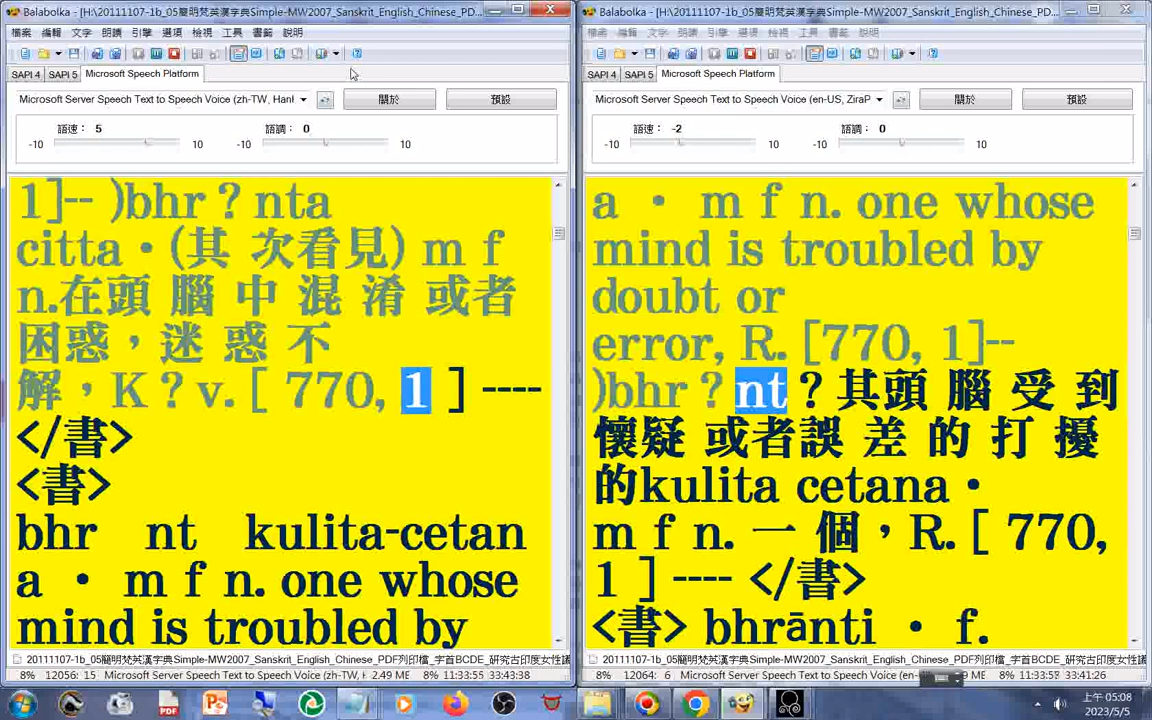 Balabolka - [H:\20111107-1b_05簡明梵英漢字典Simple-MW2007_Sanskrit_English_Chinese_PD...
檔案 編輯 文字 朗讀 引擎 選項 檢視 工具 書籤 說明
SAPI 4 SAPI 5 Microsoft Speech Platform
Microsoft Server Speech Text to Speech Voice (zh-TW, Hanl
關於 預設
語速： 5 語調： 0
-10 10 -10 10
1]-- )bhr ? nta
citta・(其 次看見) m f
n.在頭 腦 中 混 淆 或者
困惑，迷 惑 不
解，K ? v. [ 770, 1 ] ----
</書>
<書>
bhr nt kulita-cetan
a ・ m f n. one whose
mind is troubled by
20111107-1b_05簡明梵英漢字典Simple-MW2007_Sanskrit_English_Chinese_PDF列印檔_字首BCDE_研究古印度女性議
8% 12056: 15 2.49 ME 8% 11:33:55 33:43:38 Microsoft Server Speech Text to Speech Voice (zh-TW, H
Balabolka - [H:\20111107-1b_05簡明梵英漢字典Simple-MW2007_Sanskrit_English_Chinese_PD...
檔案 編輯 文字 朗讀 引擎 選項 檢視 工具 書籤 說明
SAPI 4 SAPI 5 Microsoft Speech Platform
Microsoft Server Speech Text to Speech Voice (en-US, ZiraP
關於 預設
語速： -2 語調： 0
-10 10 -10 10
a ・ m f n. one whose
mind is troubled by
doubt or
error, R. [770, 1]--
)bhr ? nt ? 其頭 腦 受 到
懷疑 或者誤 差 的 打 擾
的kulita cetana・
m f n. 一 個，R. [ 770,
1 ] ---- </書>
<書> bhrānti ・ f.
20111107-1b_05簡明梵英漢字典Simple-MW2007_Sanskrit_English_Chinese_PDF列印檔_字首BCDE_研究古印度女性議
8% 12064: 6 8% 11:33:5 33:41:26 Microsoft Server Speech Text to Speech Voice (en-US,
上午 05:08
2023/5/5